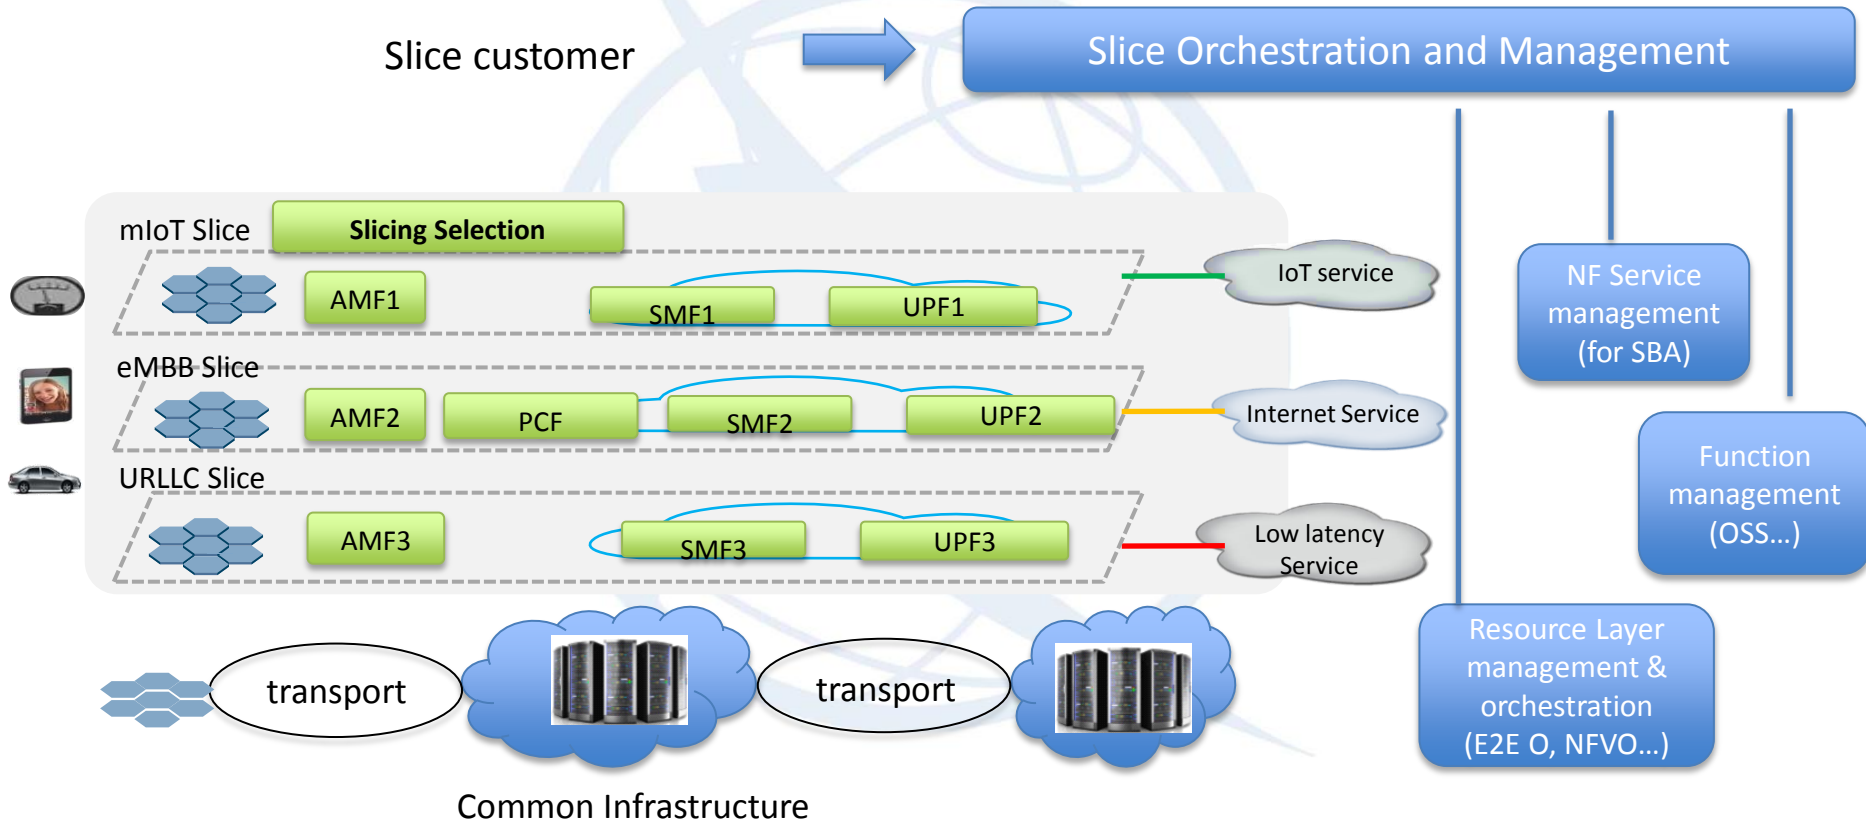 Slice customer
Slice Orchestration and Management
mIoT Slice
Slicing Selection
AMF1
SMF1
UPF1
IoT service
eMBB Slice
AMF2
PCF
SMF2
UPF2
Internet Service
URLLC Slice
AMF3
SMF3
UPF3
Low latency
Service
NF Service
management
(for SBA)
Function
management
(OSS...)
Resource Layer
management &
orchestration
(E2E O, NFVO...)
transport
transport
Common Infrastructure